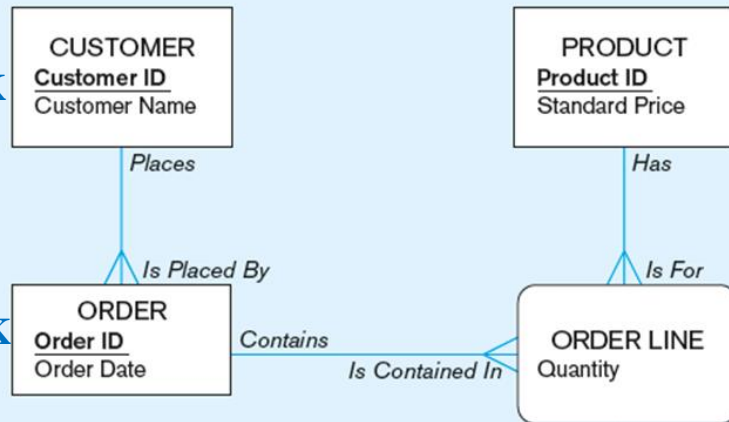 CUSTOMER
Customer ID
Customer Name
PRODUCT
Product ID
Standard Price
Places
Has
Is Placed By
Is For
ORDER
Order ID
Order Date
Contains
Is Contained In
ORDER LINE
Quantity